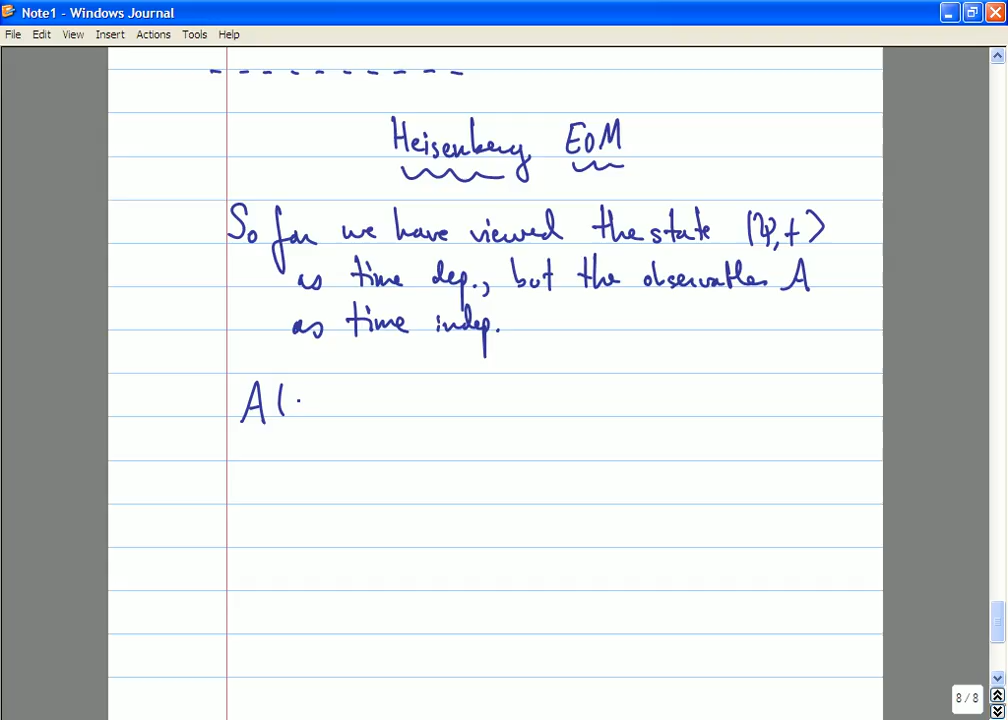 Note1 - Windows Journal
File Edit View Insert Actions Tools Help
Heisenberg EOM
So far we have viewed the state |Ψ,t>
as time dep., but the observables A
as time indep.
A(
8/8